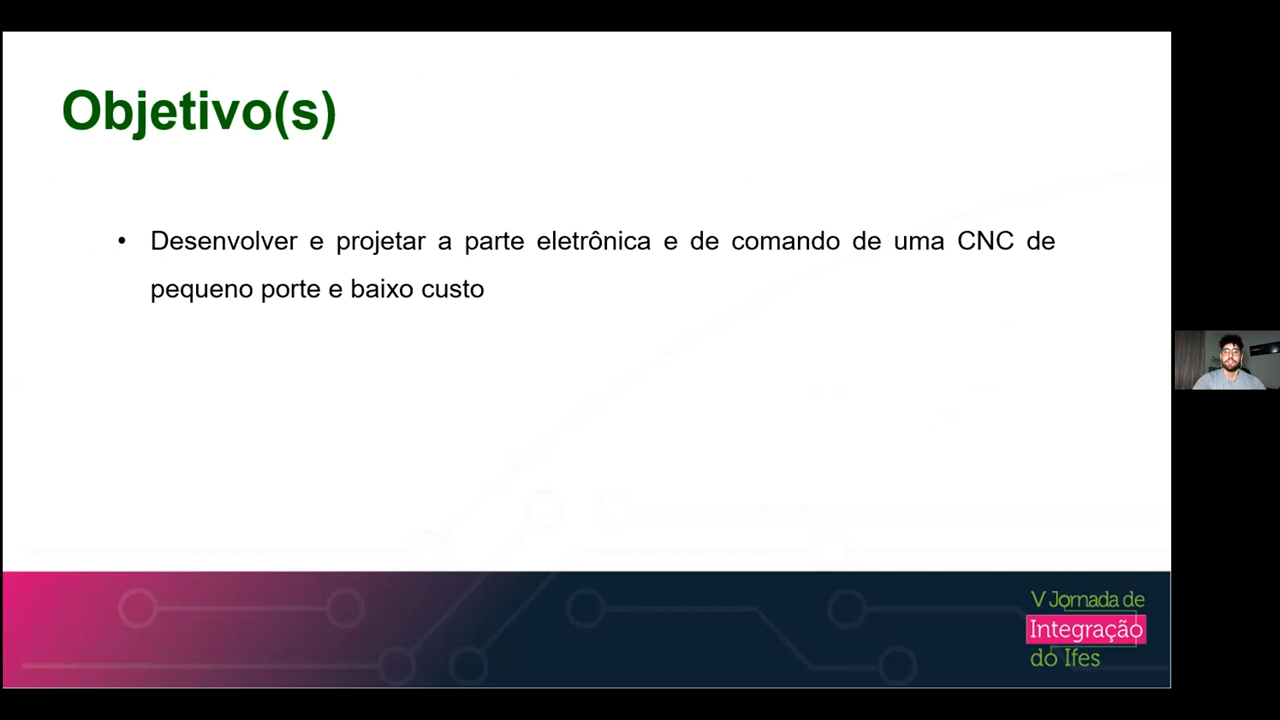 Objetivo(s)
• Desenvolver e projetar a parte eletrônica e de comando de uma CNC de
pequeno porte e baixo custo
V Jornada de
Integração
do Ifes